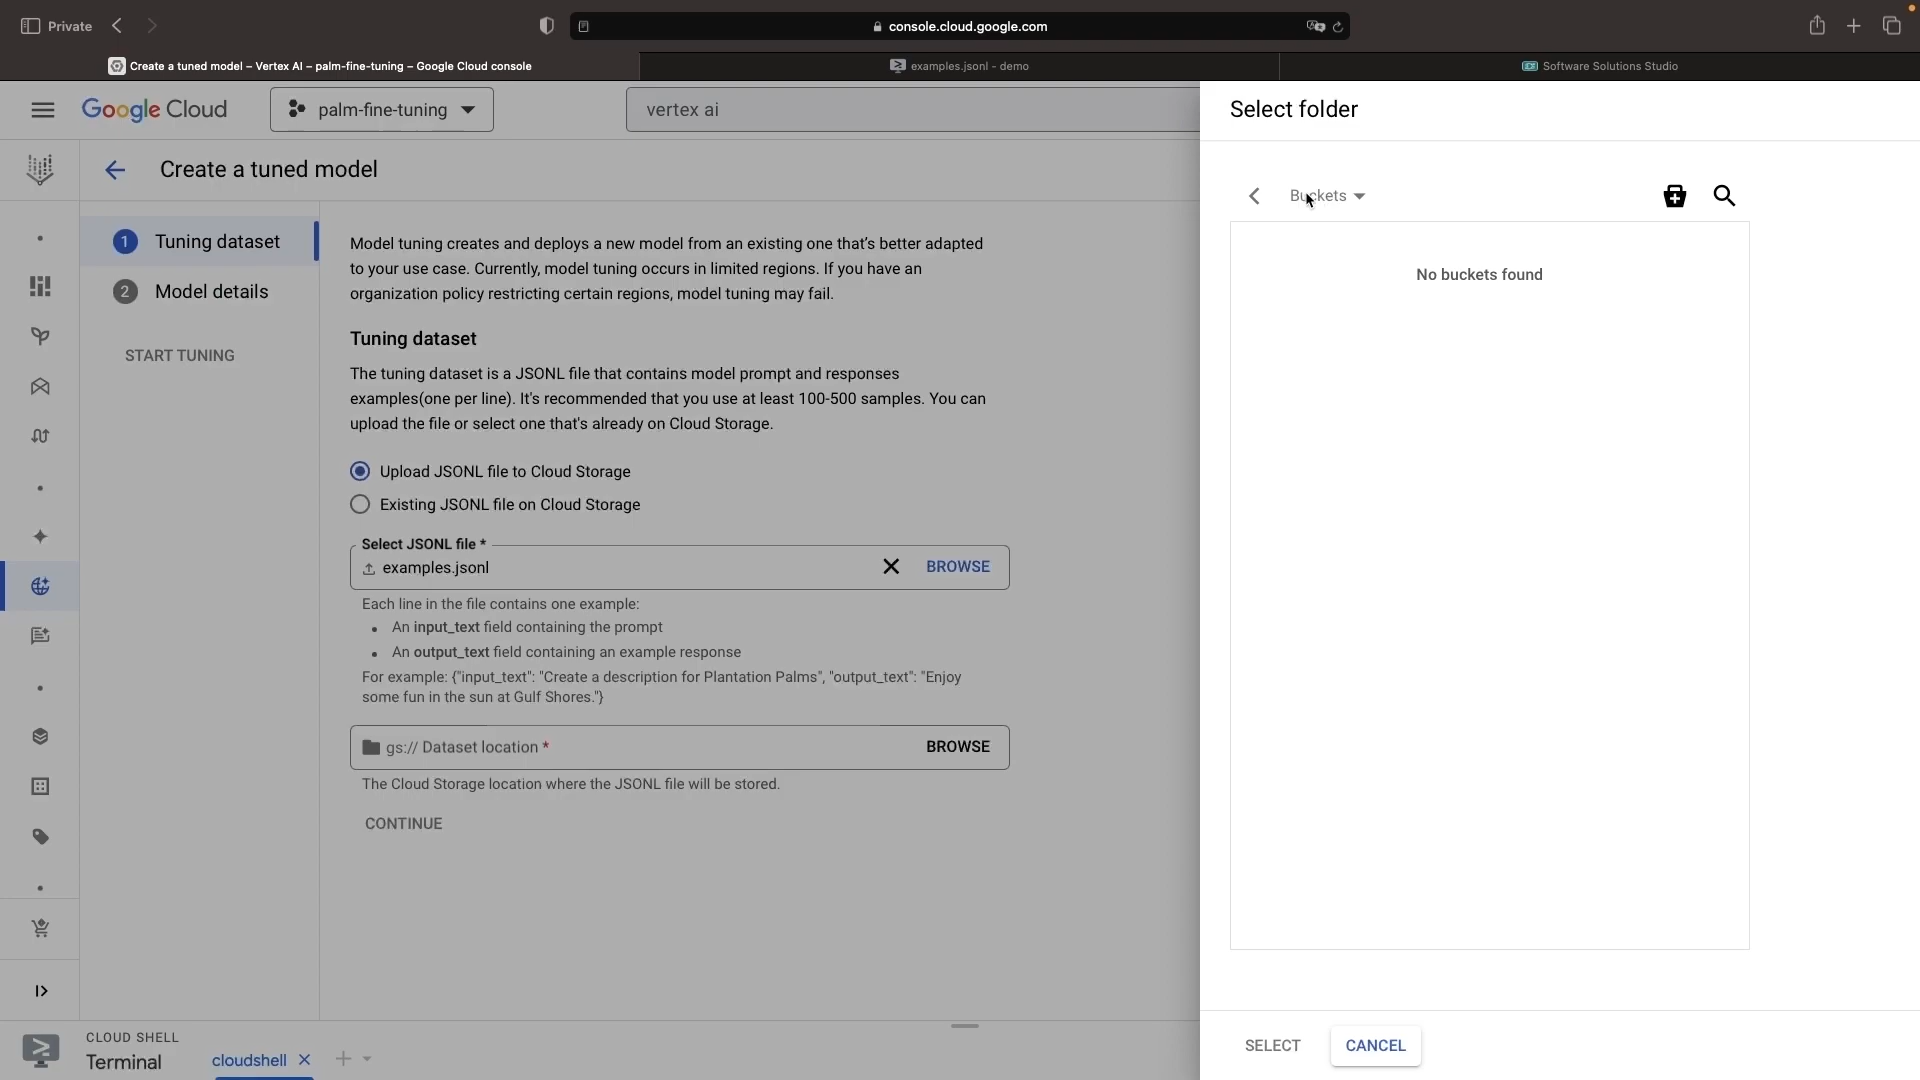 Private
console.cloud.google.com
Create a tuned model – Vertex AI – palm-fine-tuning – Google Cloud console
examples.jsonl - demo
Software Solutions Studio
Google Cloud
palm-fine-tuning
vertex ai
Select folder
Create a tuned model
Buckets
No buckets found
1 Tuning dataset
2 Model details
START TUNING
Model tuning creates and deploys a new model from an existing one that's better adapted
to your use case. Currently, model tuning occurs in limited regions. If you have an
organization policy restricting certain regions, model tuning may fail.
Tuning dataset
The tuning dataset is a JSONL file that contains model prompt and responses
examples(one per line). It's recommended that you use at least 100-500 samples. You can
upload the file or select one that's already on Cloud Storage.
Upload JSONL file to Cloud Storage
Existing JSONL file on Cloud Storage
Select JSONL file *
examples.jsonl
BROWSE
Each line in the file contains one example:
• An input_text field containing the prompt
• An output_text field containing an example response
For example: {"input_text": "Create a description for Plantation Palms", "output_text": "Enjoy
some fun in the sun at Gulf Shores."}
gs:// Dataset location *
BROWSE
The Cloud Storage location where the JSONL file will be stored.
CONTINUE
CLOUD SHELL
Terminal
cloudshell
SELECT
CANCEL